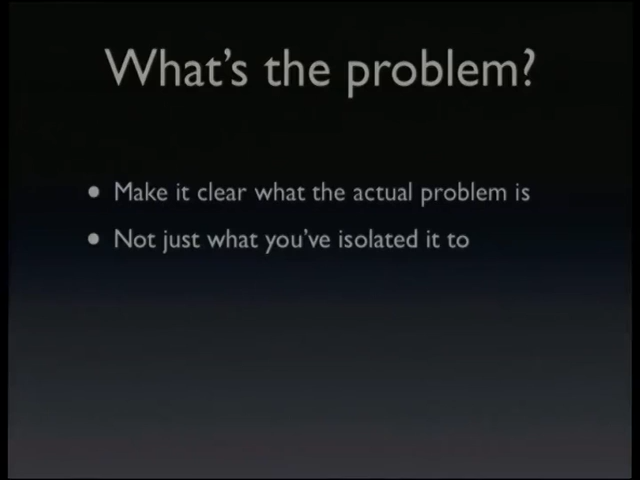 What's the problem?
• Make it clear what the actual problem is
• Not just what you've isolated it to